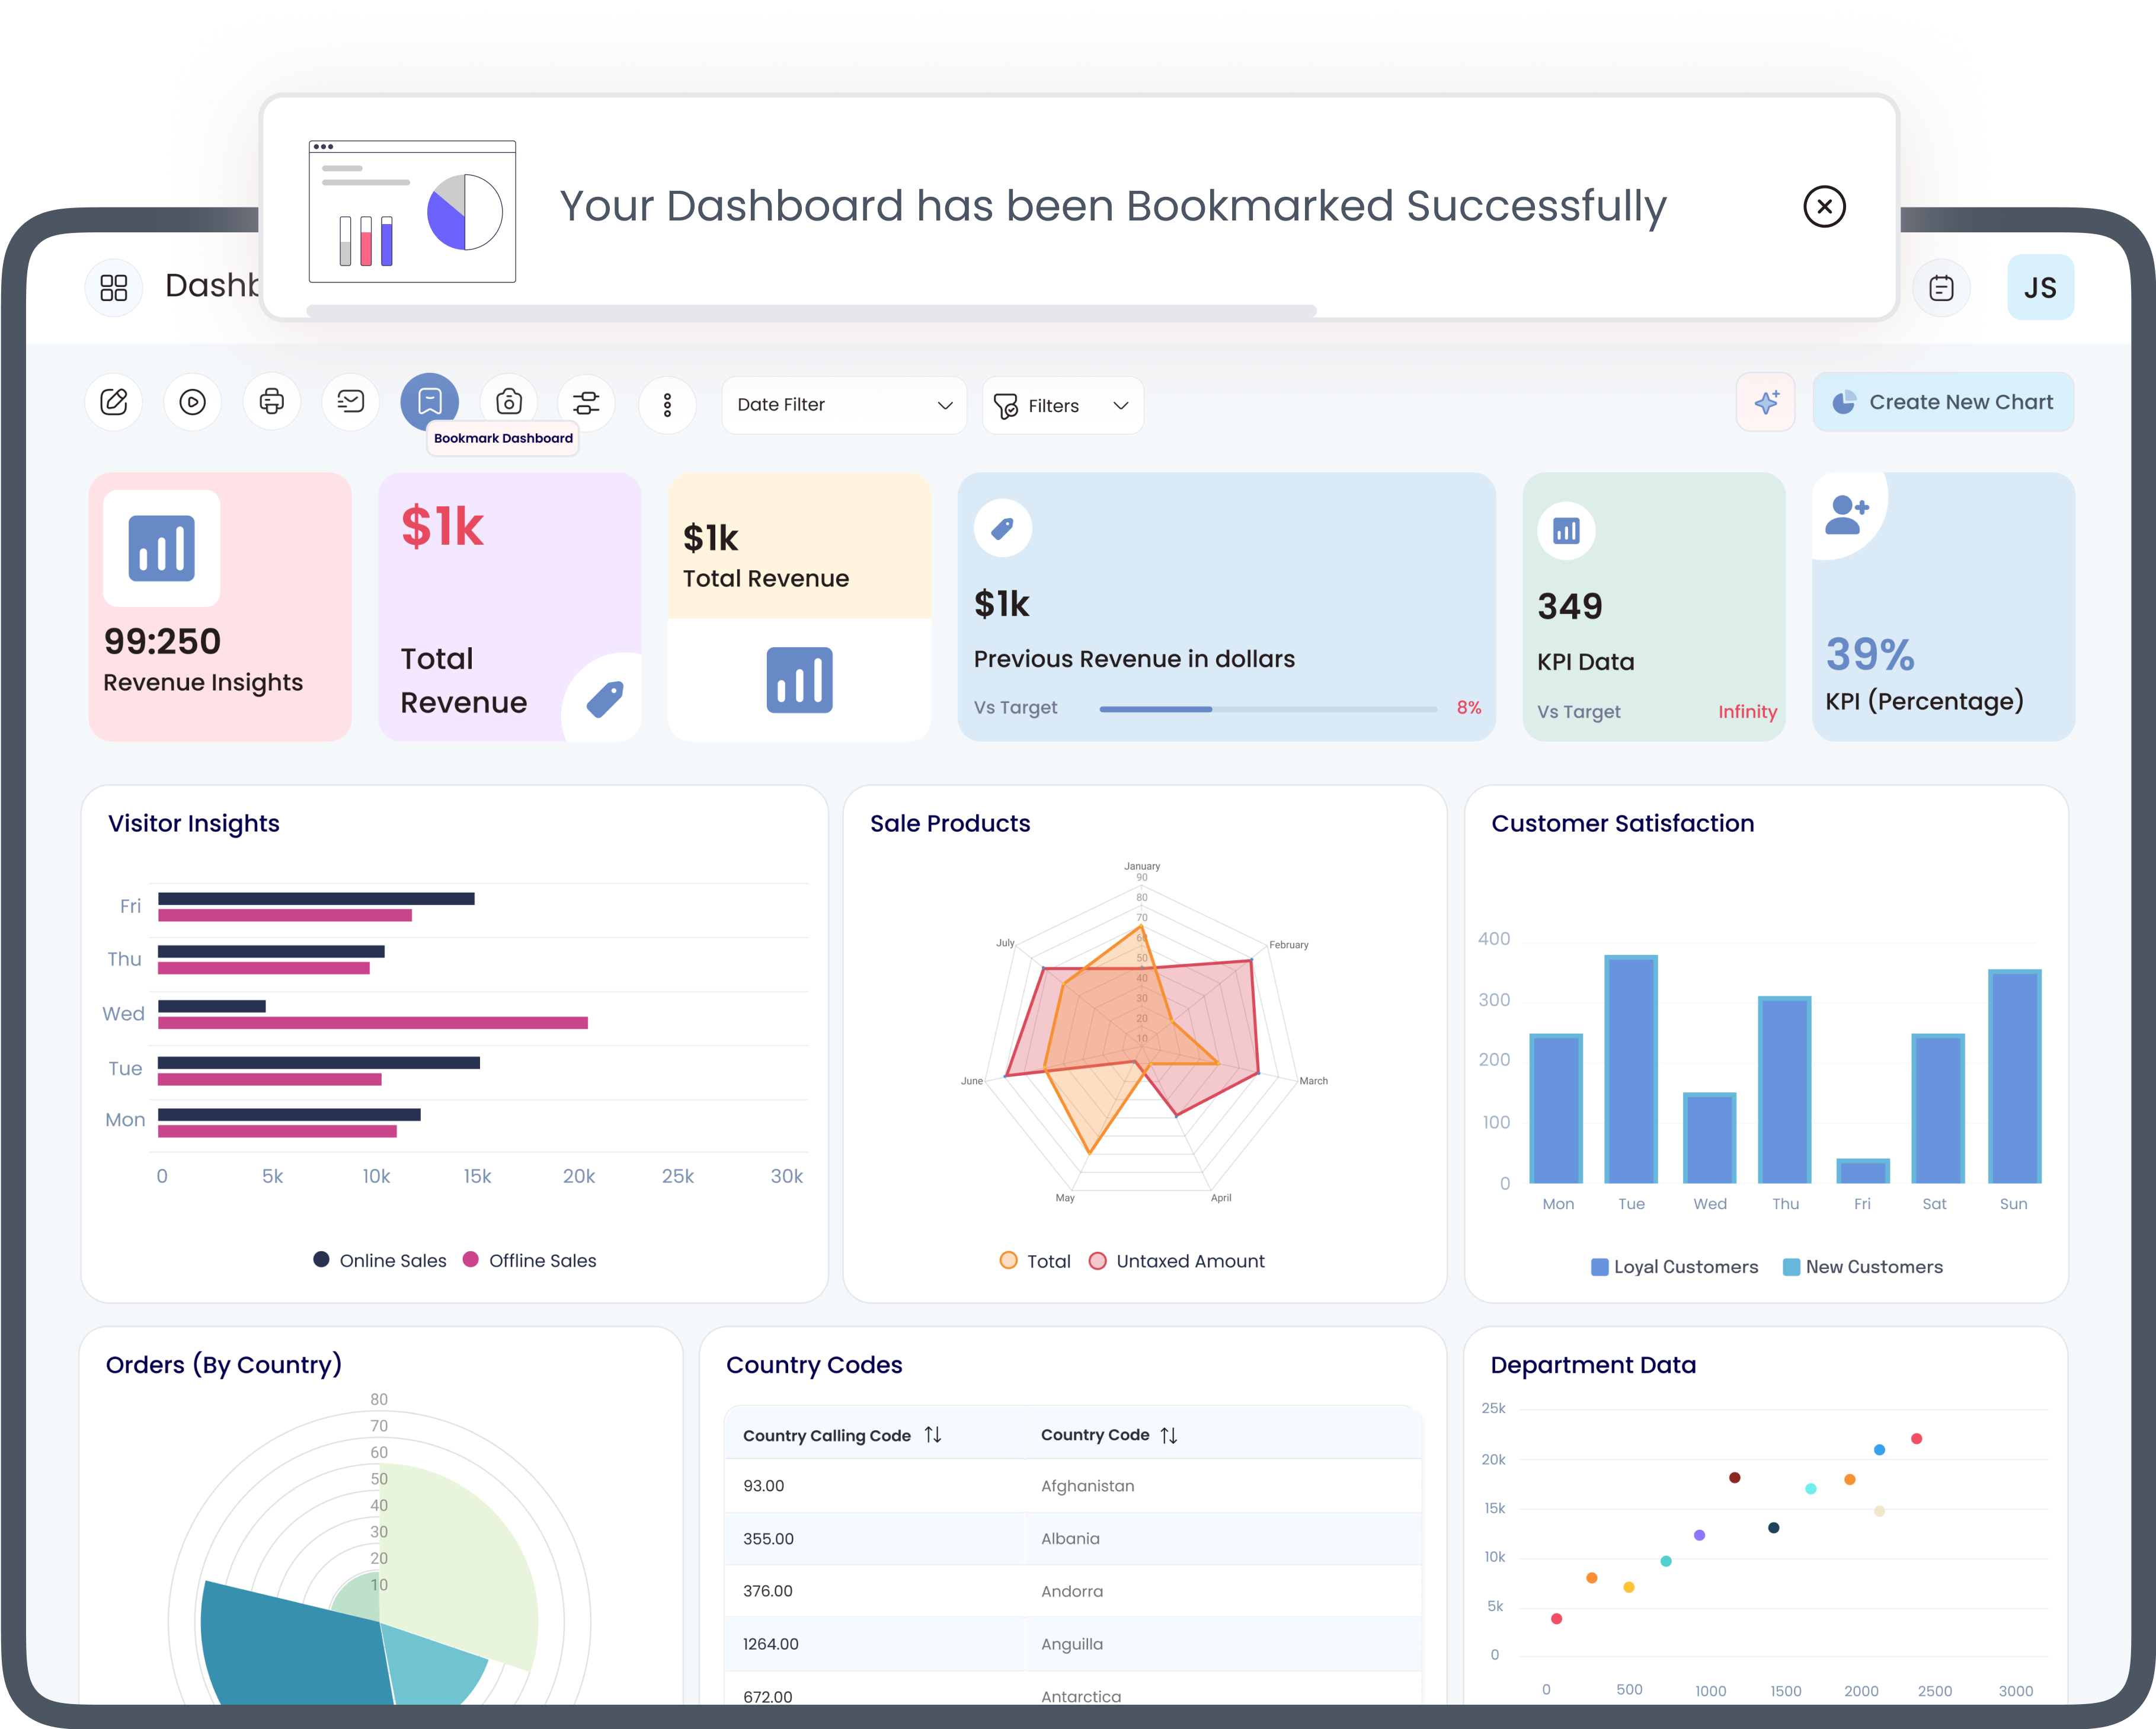 Your Dashboard has been Bookmarked Successfully
Dashb
JS
Date Filter
Filters
Create New Chart
Bookmark Dashboard
99:250
Revenue Insights
$1k
Total
Revenue
$1k
Total Revenue
$1k
Previous Revenue in dollars
Vs Target
8%
349
KPI Data
Vs Target
Infinity
39%
KPI (Percentage)
Visitor Insights
Fri
Thu
Wed
Tue
Mon
0 5k 10k 15k 20k 25k 30k
Online Sales
Offline Sales
Sale Products
January
90
80
70
60
50
40
30
20
10
July
February
June
March
May
April
Total
Untaxed Amount
Customer Satisfaction
400
300
200
100
0
Mon Tue Wed Thu Fri Sat Sun
Loyal Customers
New Customers
Orders (By Country)
80
70
60
50
40
30
20
10
Country Codes
Country Calling Code
Country Code
93.00 Afghanistan
355.00 Albania
376.00 Andorra
1264.00 Anguilla
672.00 Antarctica
Department Data
25k
20k
15k
10k
5k
0
0 500 1000 1500 2000 2500 3000